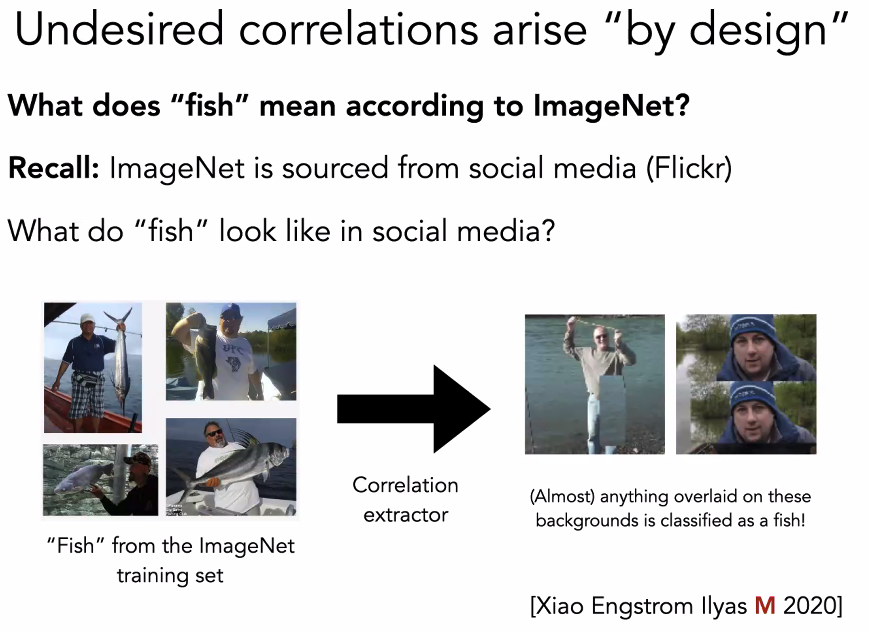 Undesired correlations arise “by design”
What does “fish” mean according to ImageNet?
Recall: ImageNet is sourced from social media (Flickr)
What do “fish” look like in social media?
Correlation
extractor
(Almost) anything overlaid on these
backgrounds is classified as a fish!
“Fish” from the ImageNet
training set
[Xiao Engstrom Ilyas M 2020]